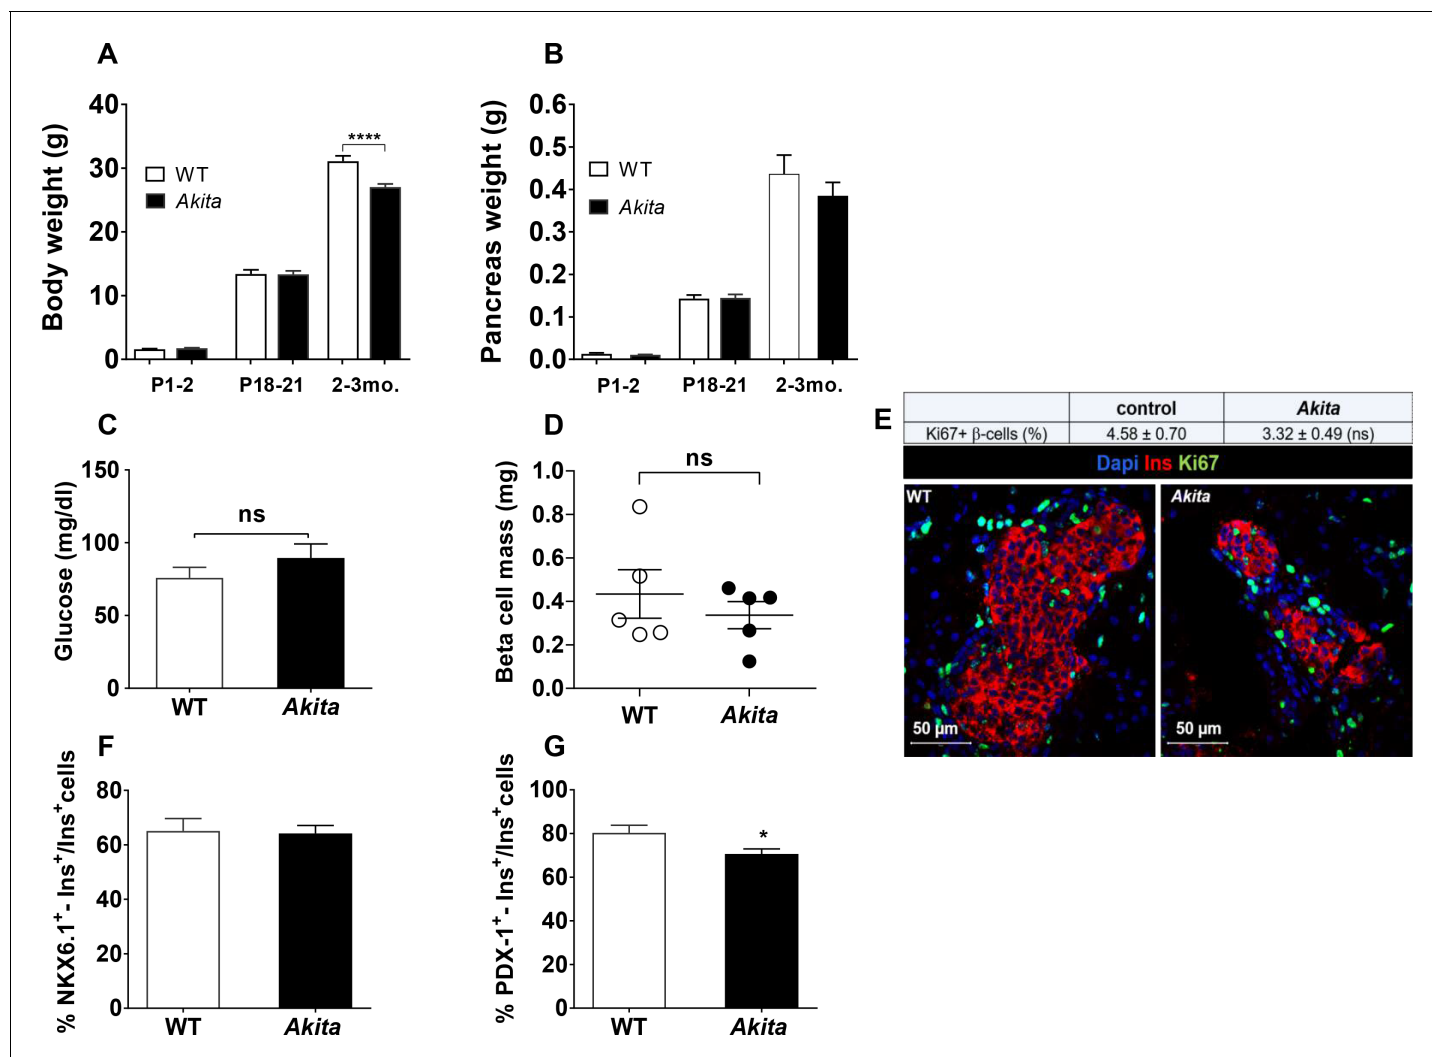 A
Body weight (g)
40
30
20
10
0
WT
Akita
****
P1-2
P18-21
2-3mo.
B
Pancreas weight (g)
0.6
0.5
0.4
0.3
0.2
0.1
0.0
WT
Akita
P1-2
P18-21
2-3mo.
C
Glucose (mg/dl)
150
100
50
0
ns
WT
Akita
D
Beta cell mass (mg)
1.0
0.8
0.6
0.4
0.2
0.0
ns
WT
Akita
E
control Akita
Ki67+ β-cells (%) 4.58 ± 0.70 3.32 ± 0.49 (ns)
Dapi Ins Ki67
WT
50 µm
Akita
50 µm
F
% NKX6.1⁺- Ins⁺/Ins⁺cells
80
60
40
20
0
WT
Akita
G
% PDX-1⁺- Ins⁺/Ins⁺cells
100
80
60
40
20
0
*
WT
Akita